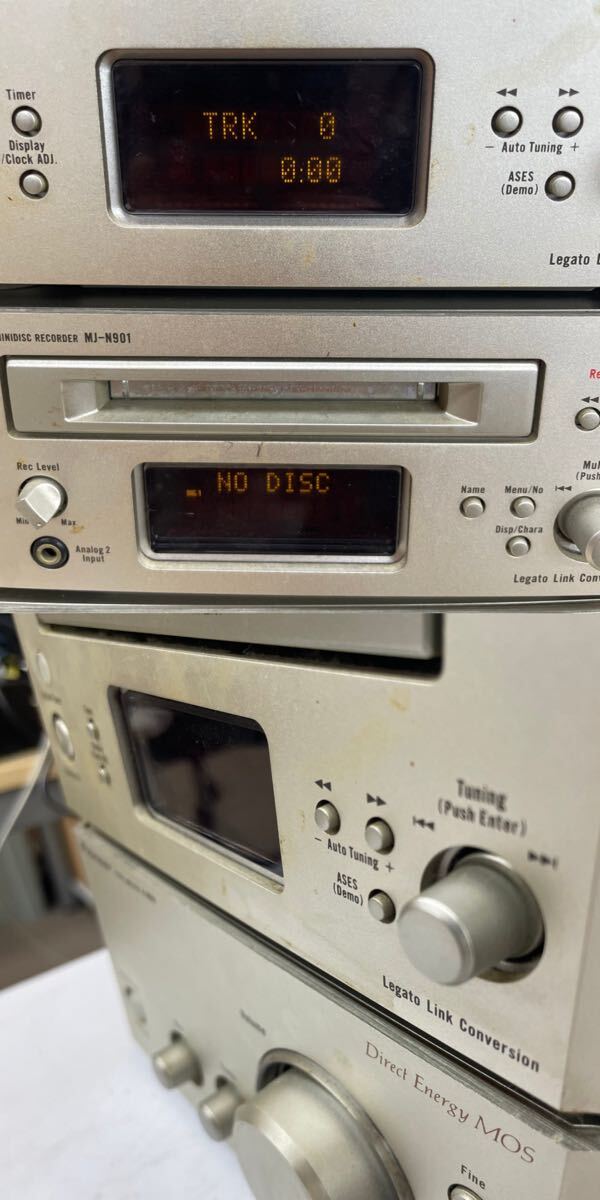 Timer
Display
/Clock ADJ.
TRK 0
0:00
◀◀ ▶▶
- Auto Tuning +
ASES
(Demo)
Legato
MINIDISC RECORDER MJ-N901
Rec Level
Min Max
Analog 2
Input
NO DISC
Name Menu/No
Disp/Chara
(Push
Legato Link
◀◀ ▶▶
- Auto Tuning +
ASES
(Demo)
Tuning
(Push Enter)
Legato Link Conversion
Direct Energy MOS
Fine